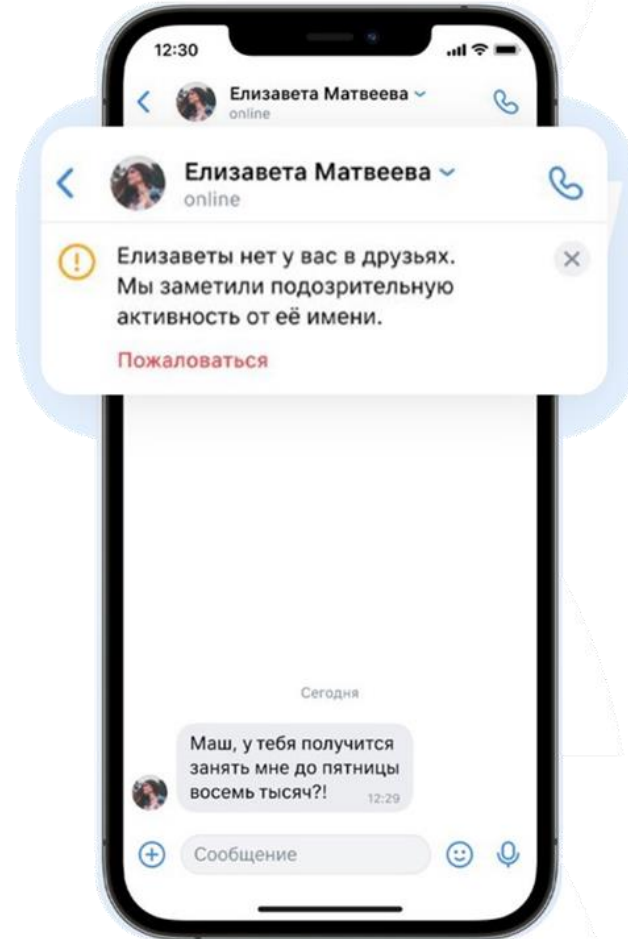 12:30
Елизавета Матвеева
online
Елизавета Матвеева
online
Елизаветы нет у вас в друзьях.
Мы заметили подозрительную
активность от её имени.
Пожаловаться
Сегодня
Маш, у тебя получится
занять мне до пятницы
восемь тысяч?!
12:29
Сообщение